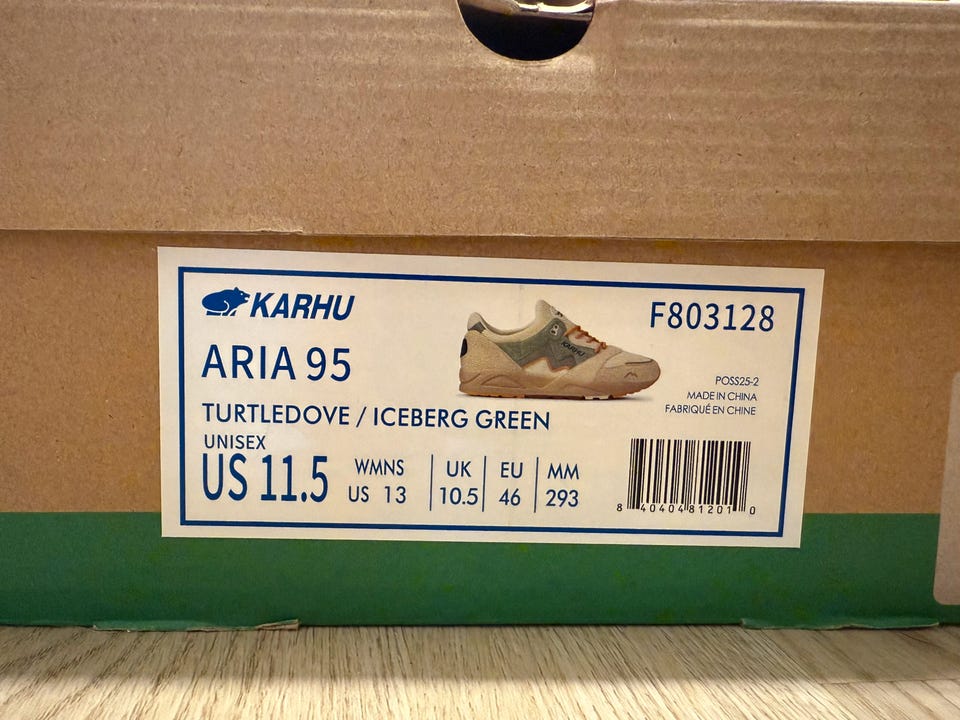 KARHU
F803128
ARIA 95
KARHU
TURTLEDOVE / ICEBERG GREEN
POSS25-2
MADE IN CHINA
FABRIQUÉ EN CHINE
UNISEX
US 11.5
WMNS
US 13
UK
10.5
EU
46
MM
293
8 40404 81201 0